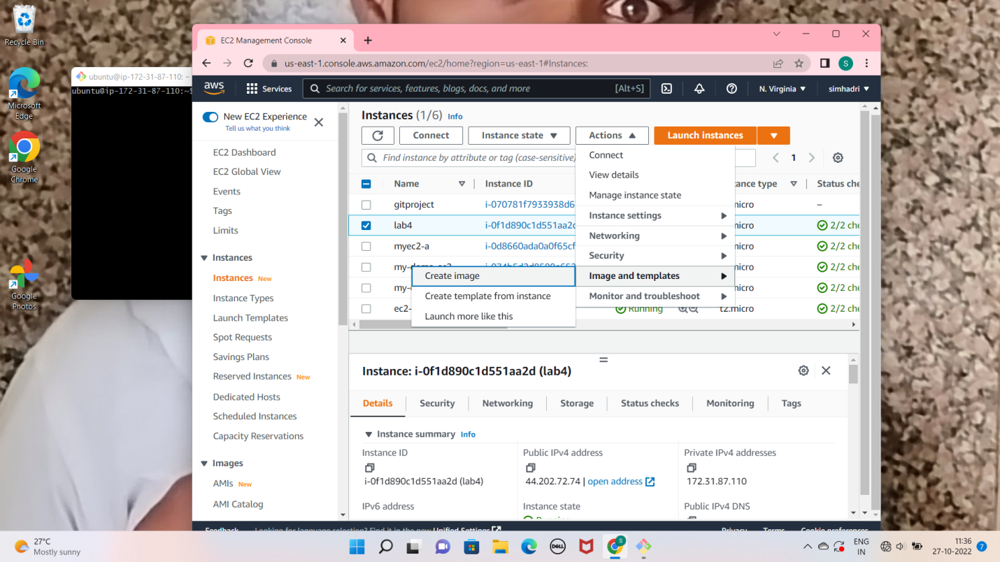 Recycle Bin
Microsoft
Edge
Google
Chrome
Google
Photos
ubuntu@ip-172-31-87-110: ~
ubuntu@ip-172-31-87-110:~$
EC2 Management Console
us-east-1.console.aws.amazon.com/ec2/home?region=us-east-1#Instances:
S
aws
Services
Search for services, features, blogs, docs, and more
[Alt+S]
N. Virginia
simhadri
New EC2 Experience
Tell us what you think
EC2 Dashboard
EC2 Global View
Events
Tags
Limits
Instances
Instances New
Instance Types
Launch Templates
Spot Requests
Savings Plans
Reserved Instances New
Dedicated Hosts
Scheduled Instances
Capacity Reservations
Images
AMIs New
AMI Catalog
Instances (1/6) Info
Connect
Instance state
Actions
Launch instances
Find instance by attribute or tag (case-sensitive)
1
Name
Instance ID
ance type
Status che
gitproject
i-070781f7933938d6
micro
–
lab4
i-0f1d890c1d551aa2d
micro
2/2 che
myec2-a
i-0d8660ada0a0f65cf
micro
2/2 che
micro
2/2 che
my-
micro
2/2 che
ec2-
Running
t2.micro
2/2 che
Connect
View details
Manage instance state
Instance settings
Networking
Security
Image and templates
Monitor and troubleshoot
Create image
Create template from instance
Launch more like this
Instance: i-0f1d890c1d551aa2d (lab4)
Details
Security
Networking
Storage
Status checks
Monitoring
Tags
Instance summary Info
Instance ID
i-0f1d890c1d551aa2d (lab4)
Public IPv4 address
44.202.72.74 | open address
Private IPv4 addresses
172.31.87.110
IPv6 address
Instance state
Public IPv4 DNS
Feedback
Looking for language selection? Find it in the new Unified Settings
Privacy
Terms
Cookie preferences
27°C
Mostly sunny
DELL
S
ENG
IN
11:36
27-10-2022
7